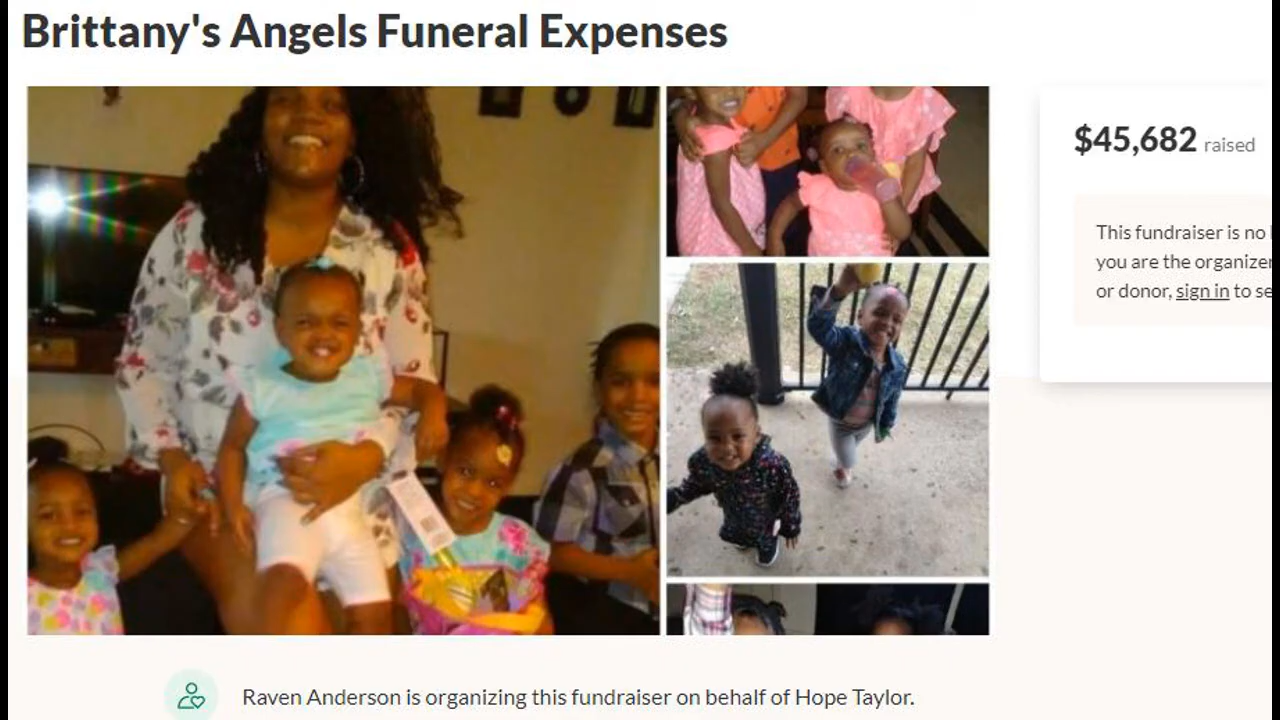 Brittany's Angels Funeral Expenses
$45,682 raised
This fundraiser is no
you are the organizer
or donor, sign in to se
Raven Anderson is organizing this fundraiser on behalf of Hope Taylor.